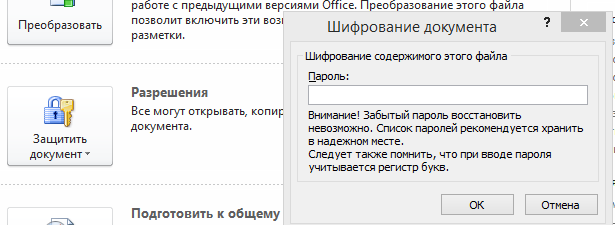 работе с предыдущими версиями Office. Преобразование этого файла
позволит включить эти воз
разметки.
Преобразовать
Разрешения
Все могут открывать, копир
документа.
Защитить
документ
Подготовить к общему
Шифрование документа
? ×
Шифрование содержимого этого файла
Пароль:
Внимание! Забытый пароль восстановить
невозможно. Список паролей рекомендуется хранить
в надежном месте.
Следует также помнить, что при вводе пароля
учитывается регистр букв.
ОК
Отмена